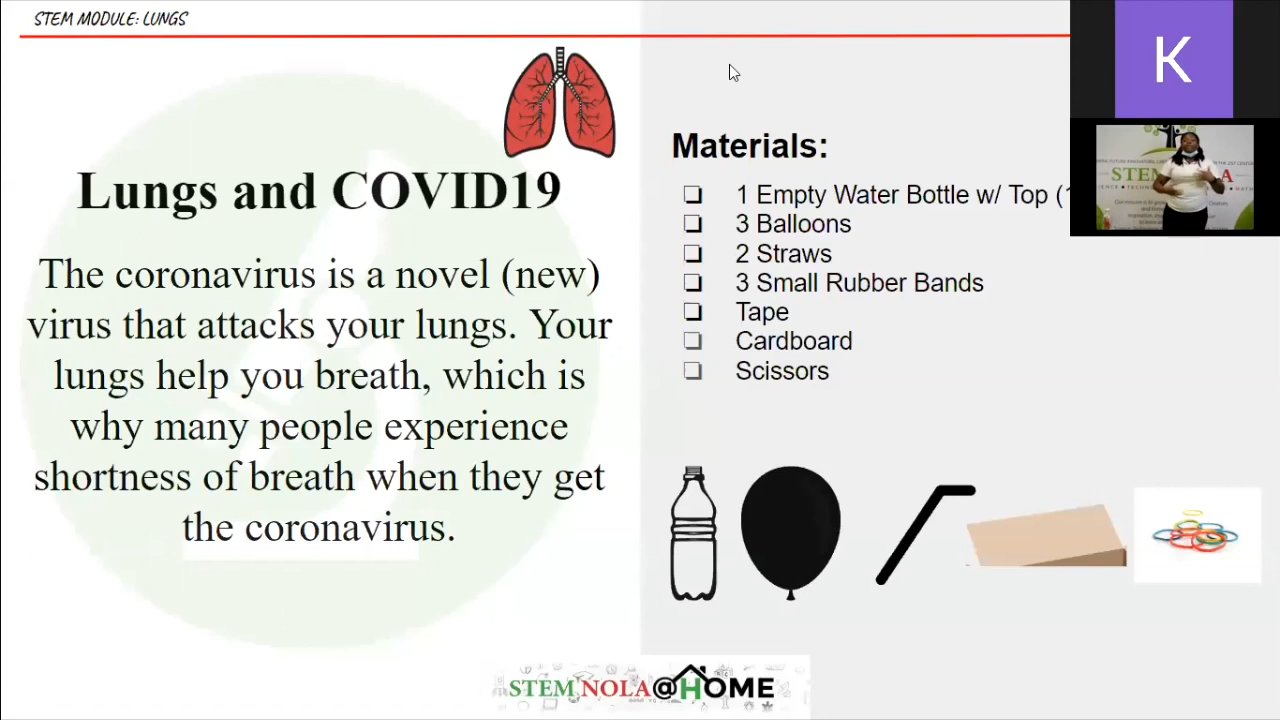 STEM MODULE: LUNGS
Lungs and COVID19
The coronavirus is a novel (new)
virus that attacks your lungs. Your
lungs help you breath, which is
why many people experience
shortness of breath when they get
the coronavirus.
Materials:
1 Empty Water Bottle w/ Top (
3 Balloons
2 Straws
3 Small Rubber Bands
Tape
Cardboard
Scissors
K
STEM NOLA@HOME